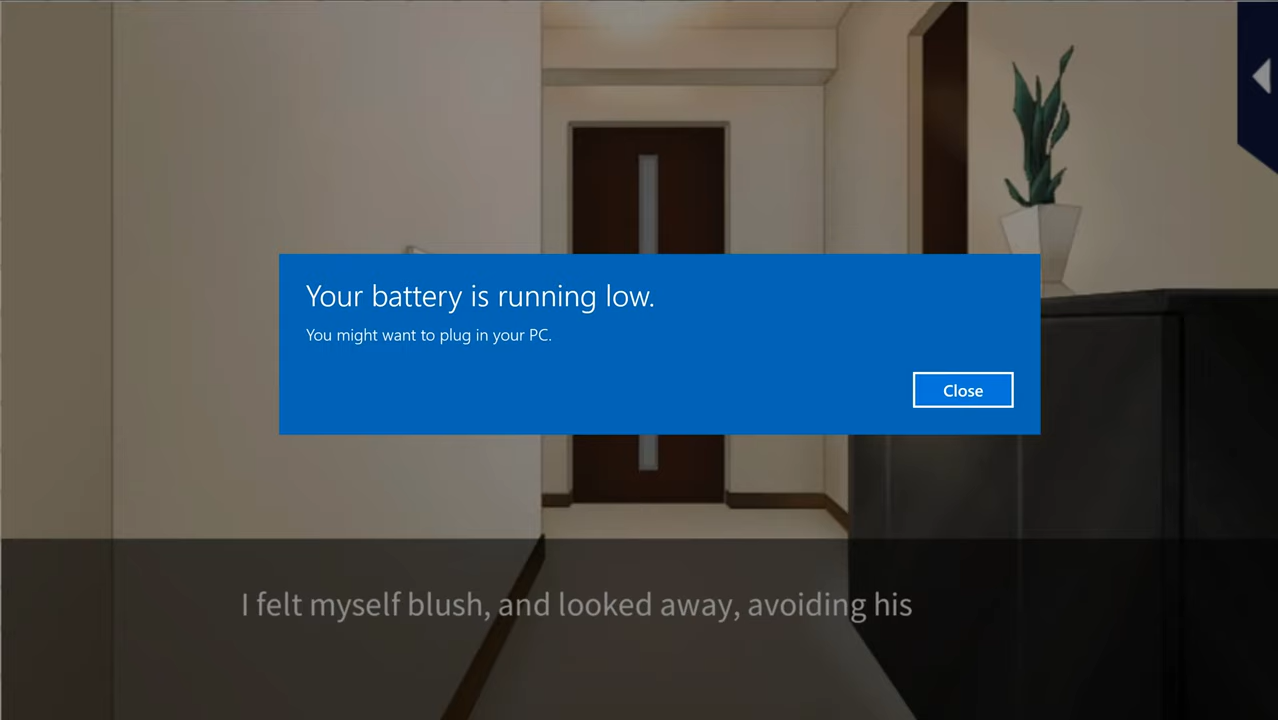 Your battery is running low.
You might want to plug in your PC.
Close
I felt myself blush, and looked away, avoiding his